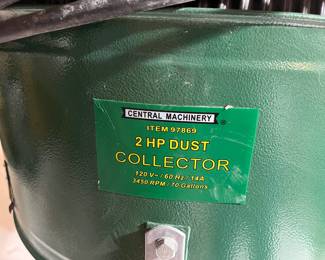 CENTRAL MACHINERY ®
ITEM 97869
2 HP DUST
COLLECTOR
120 V~ / 60 Hz / 14A
3450 RPM / 70 Gallons